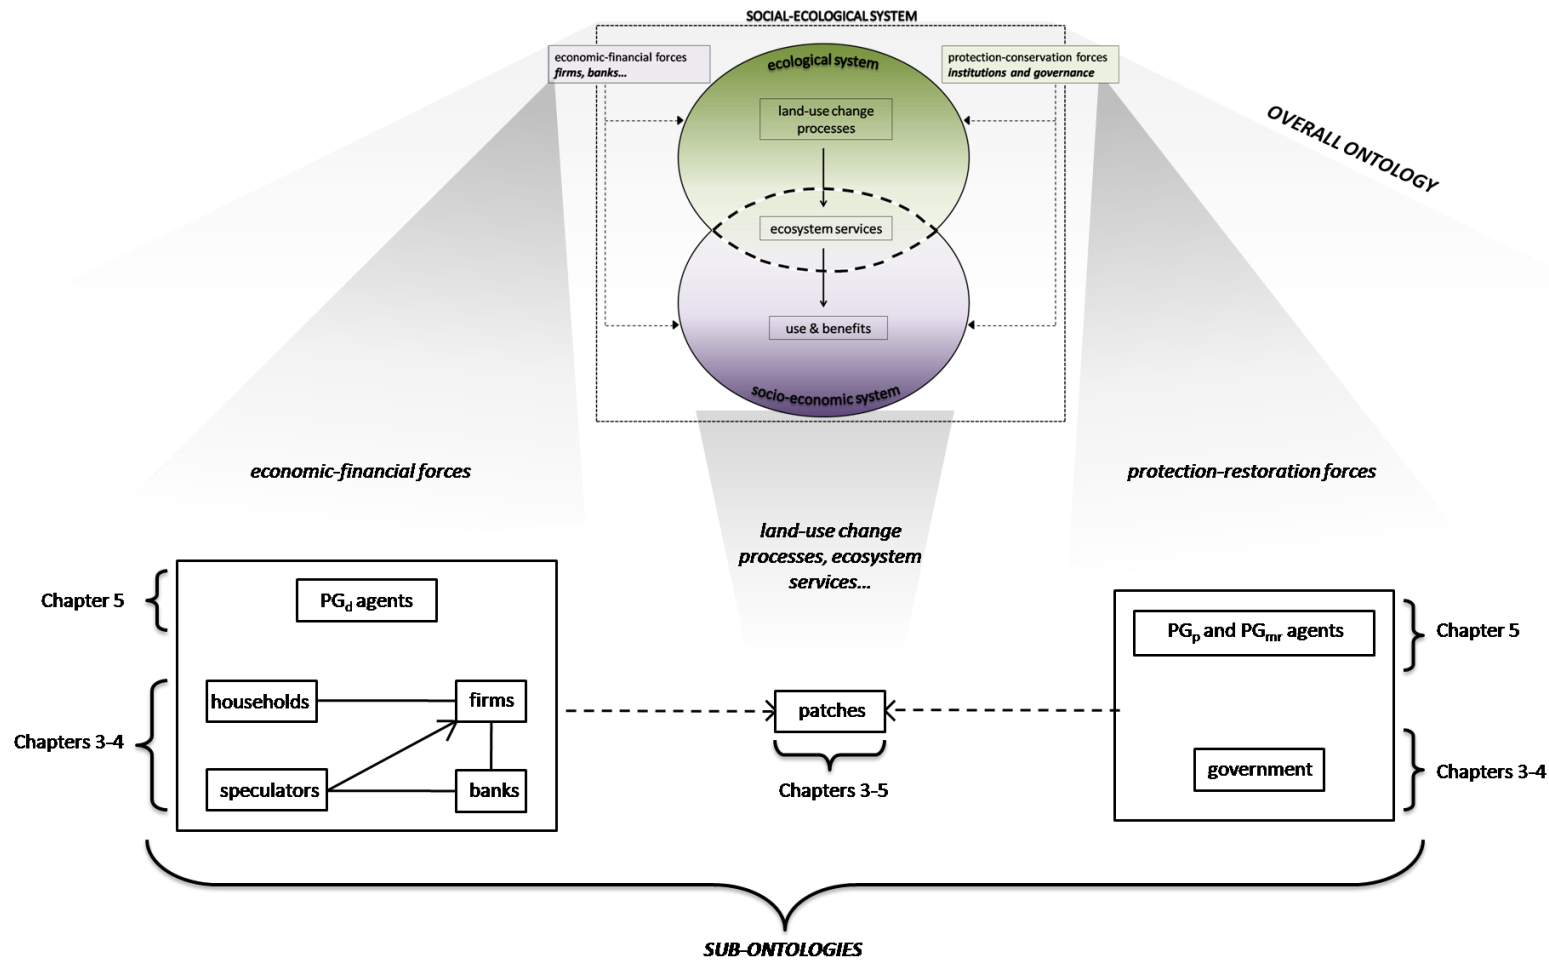 SOCIAL-ECOLOGICAL SYSTEM
economic-financial forces
firms, banks...
protection-conservation forces
institutions and governance
ecological system
land-use change
processes
ecosystem services
use & benefits
socio-economic system
OVERALL ONTOLOGY
economic-financial forces
protection-restoration forces
land-use change
processes, ecosystem
services...
Chapter 5
PGd agents
households
firms
Chapters 3-4
speculators
banks
patches
Chapters 3-5
PGp and PGmr agents
Chapter 5
government
Chapters 3-4
SUB-ONTOLOGIES